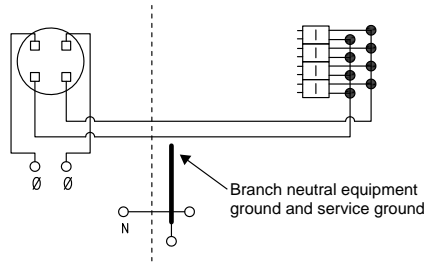 Ø Ø
Branch neutral equipment
ground and service ground
N